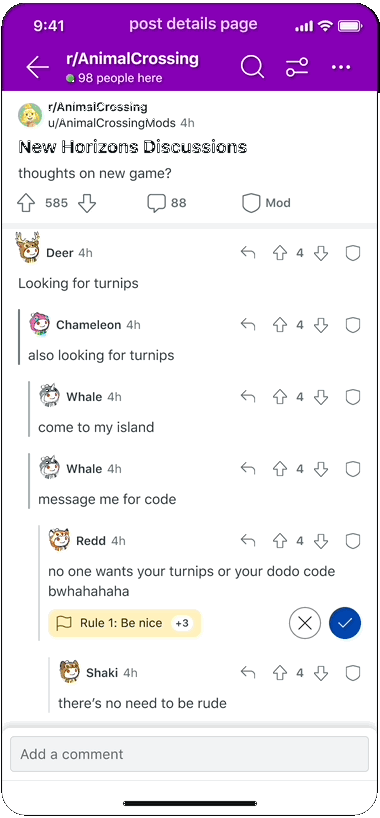 9:41
post details page
r/AnimalCrossing
98 people here
r/AnimalCrossing
u/AnimalCrossingMods 4h
New Horizons Discussions
thoughts on new game?
585
88
Mod
Deer 4h
4
Looking for turnips
Chameleon 4h
4
also looking for turnips
Whale 4h
4
come to my island
Whale 4h
4
message me for code
Redd 4h
4
no one wants your turnips or your dodo code
bwhahahaha
Rule 1: Be nice +3
Shaki 4h
4
there's no need to be rude
Add a comment